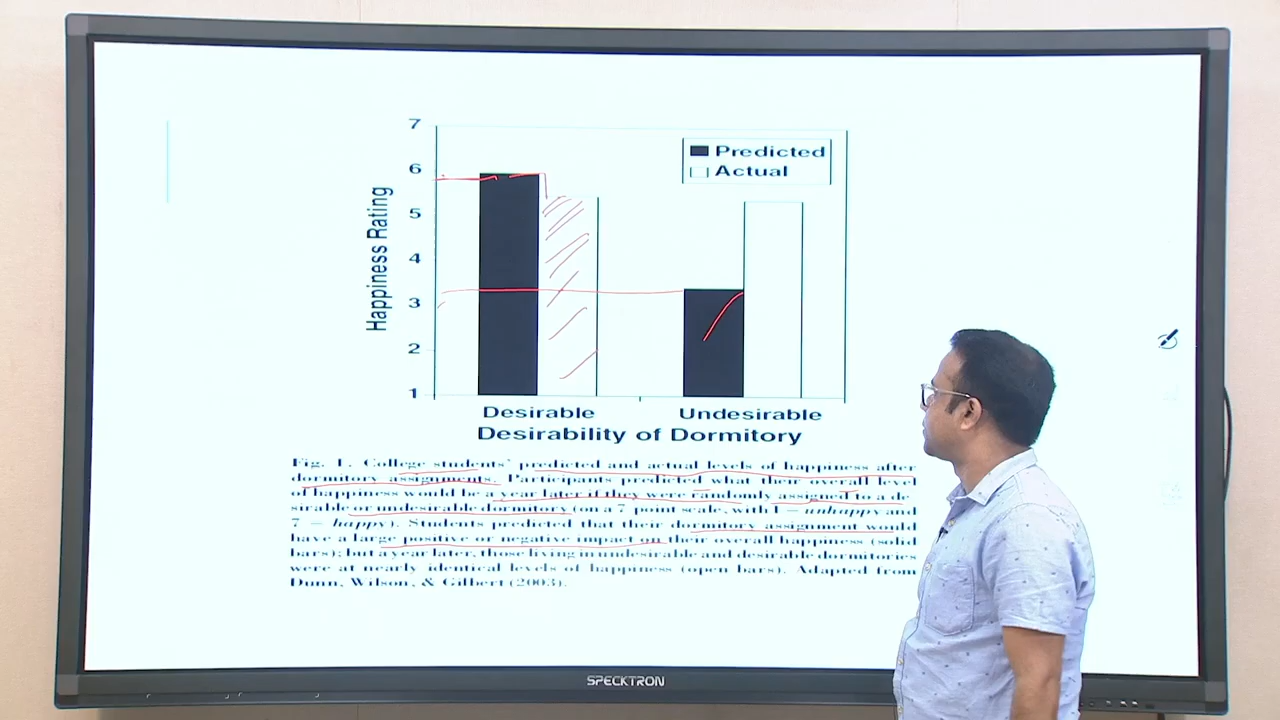 7
6
5
4
3
2
1
Happiness Rating
Predicted
Actual
Desirable Undesirable
Desirability of Dormitory
Fig. 1. College students' predicted and actual levels of happiness after
dormitory assignments. Participants predicted what their overall level
of happiness would be a year later if they were randomly assigned to a de
sirable or undesirable dormitory (on a 7 point scale, with 1 = unhappy and
7 = happy). Students predicted that their dormitory assignment would
have a large positive or negative impact on their overall happiness (solid
bars); but a year later, those living in undesirable and desirable dormitories
were at nearly identical levels of happiness (open bars). Adapted from
Dunn, Wilson, & Gilbert (2003).
SPECKTRON